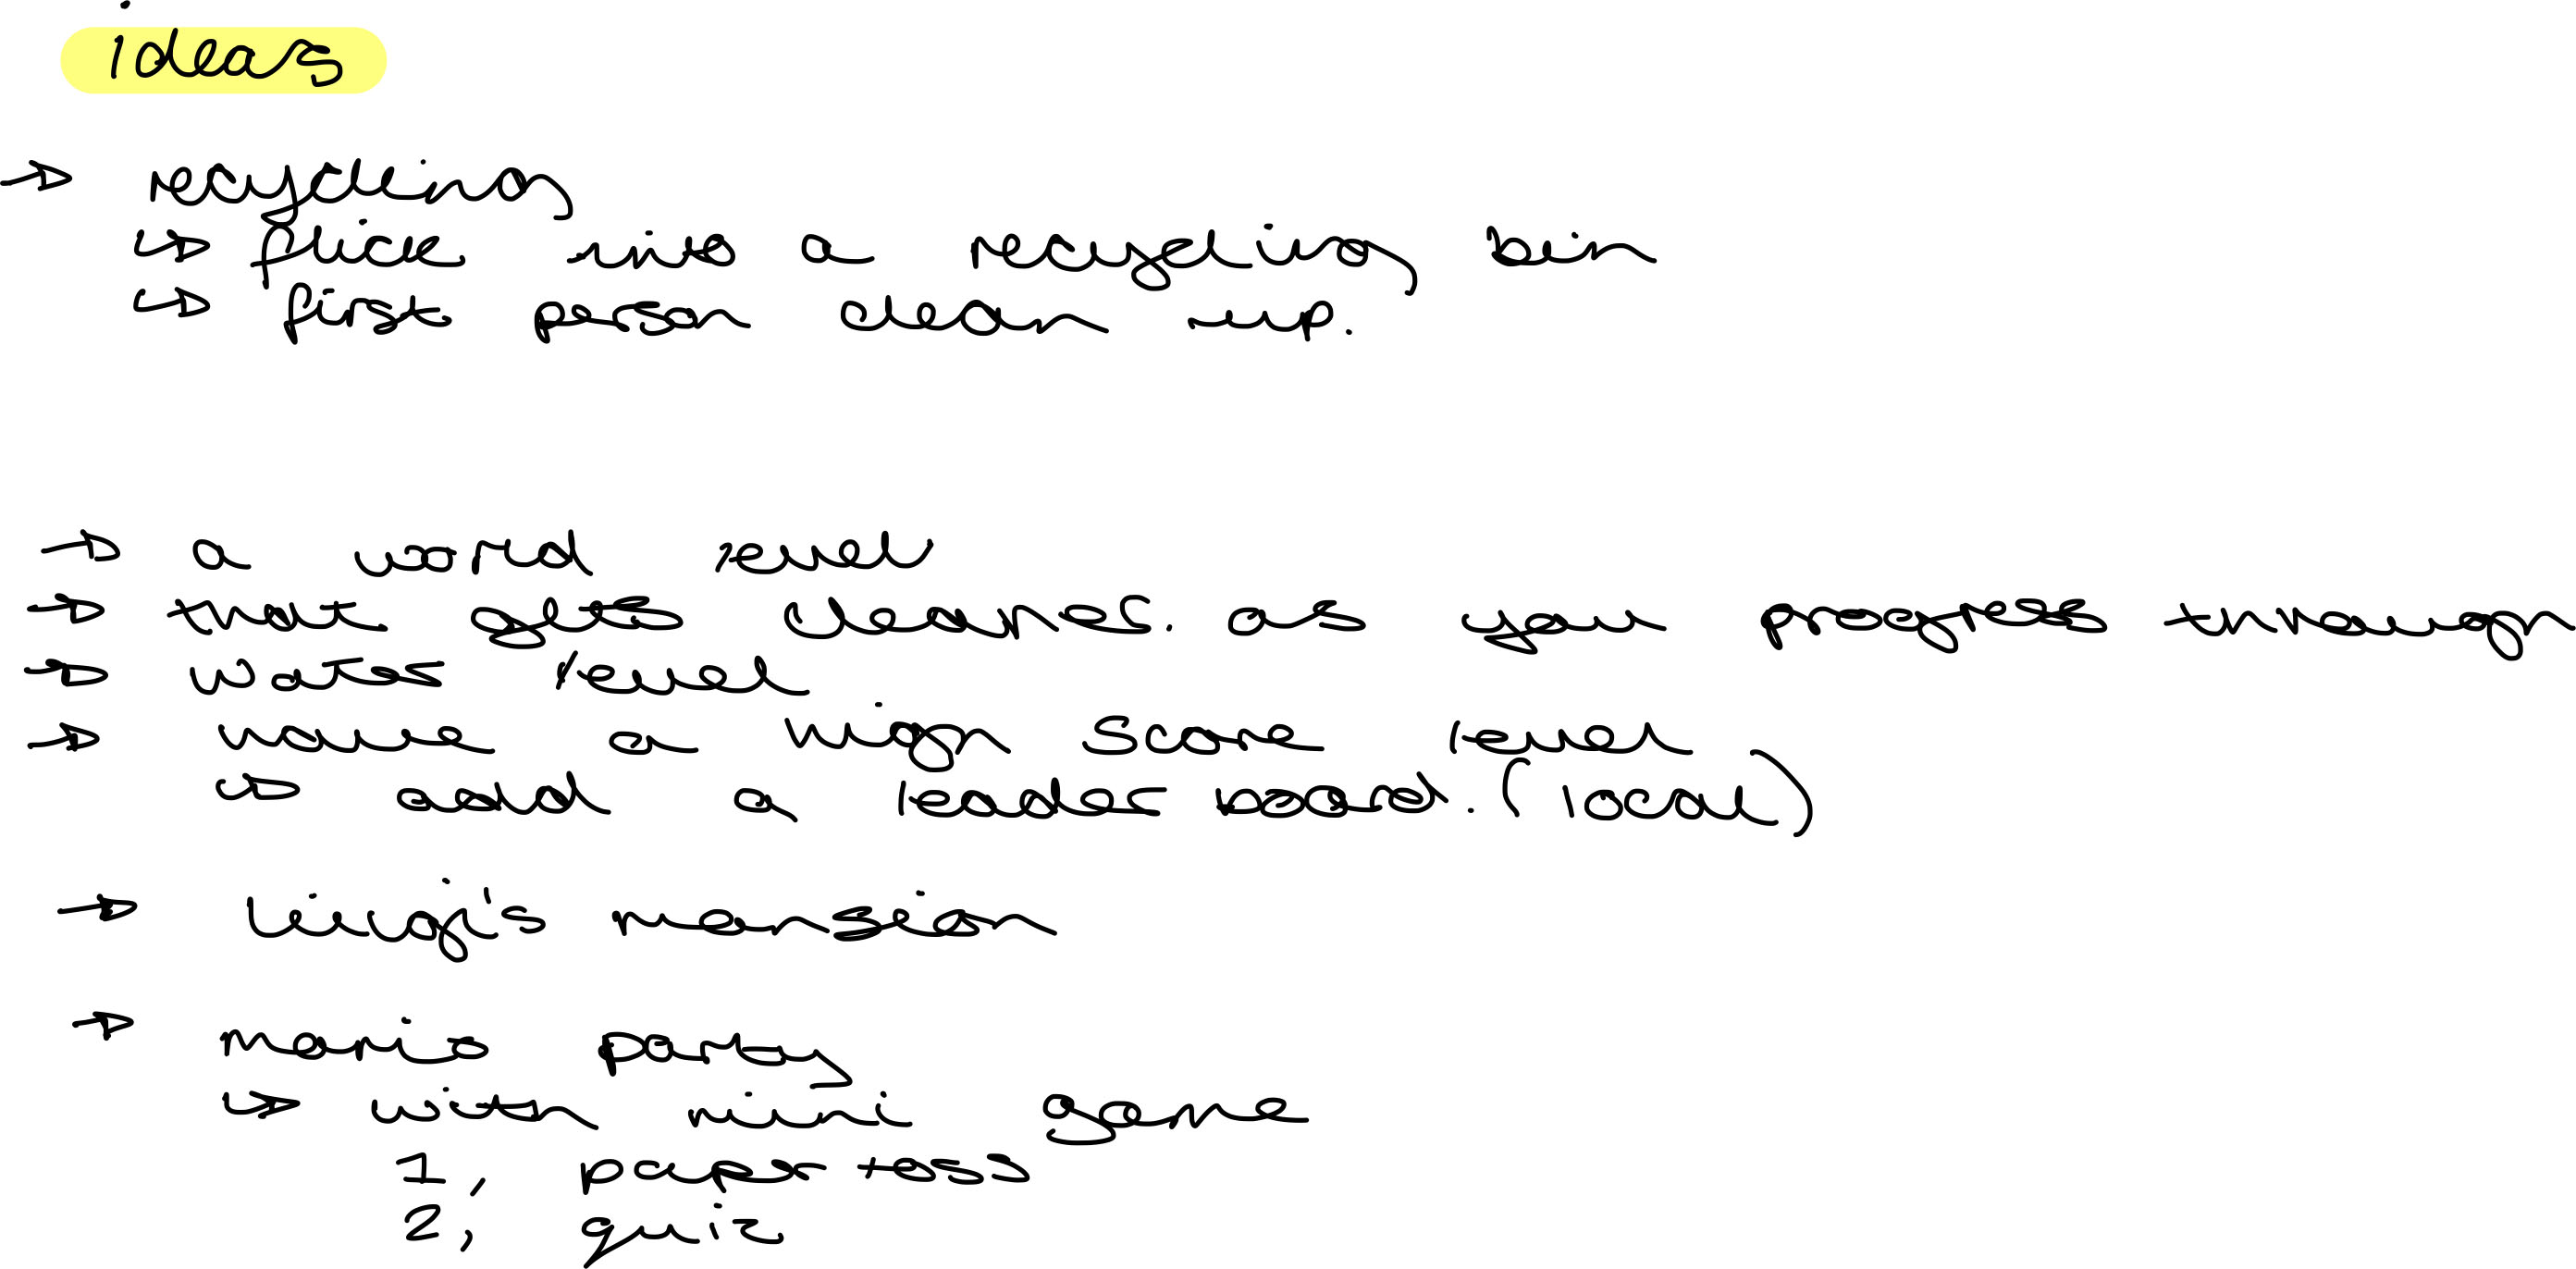 ideas
→ recycling
↳ flick into a recycling bin
↳ first person clean up.
→ a world level
→ that gets cleaner. as you progress through
→ water level
→ have a high score level
↳ add a leader board. (local)
→ luigi's mansion
→ mario party
↳ with mini game
1, paper toss
2, quiz